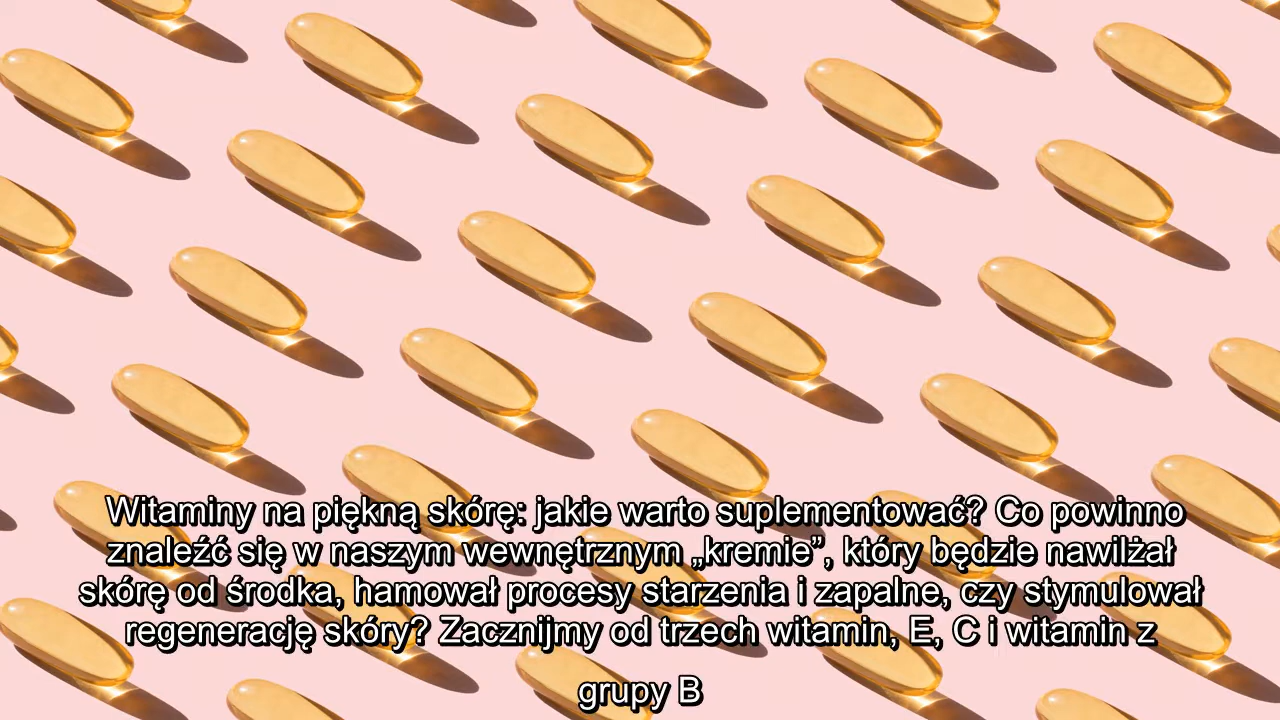 Witaminy na piękną skórę: jakie warto suplementować? Co powinno
znaleźć się w naszym wewnętrznym „kremie”, który będzie nawilżał
skórę od środka, hamował procesy starzenia i zapalne, czy stymulował
regenerację skóry? Zacznijmy od trzech witamin, E, C i witamin z
grupy B